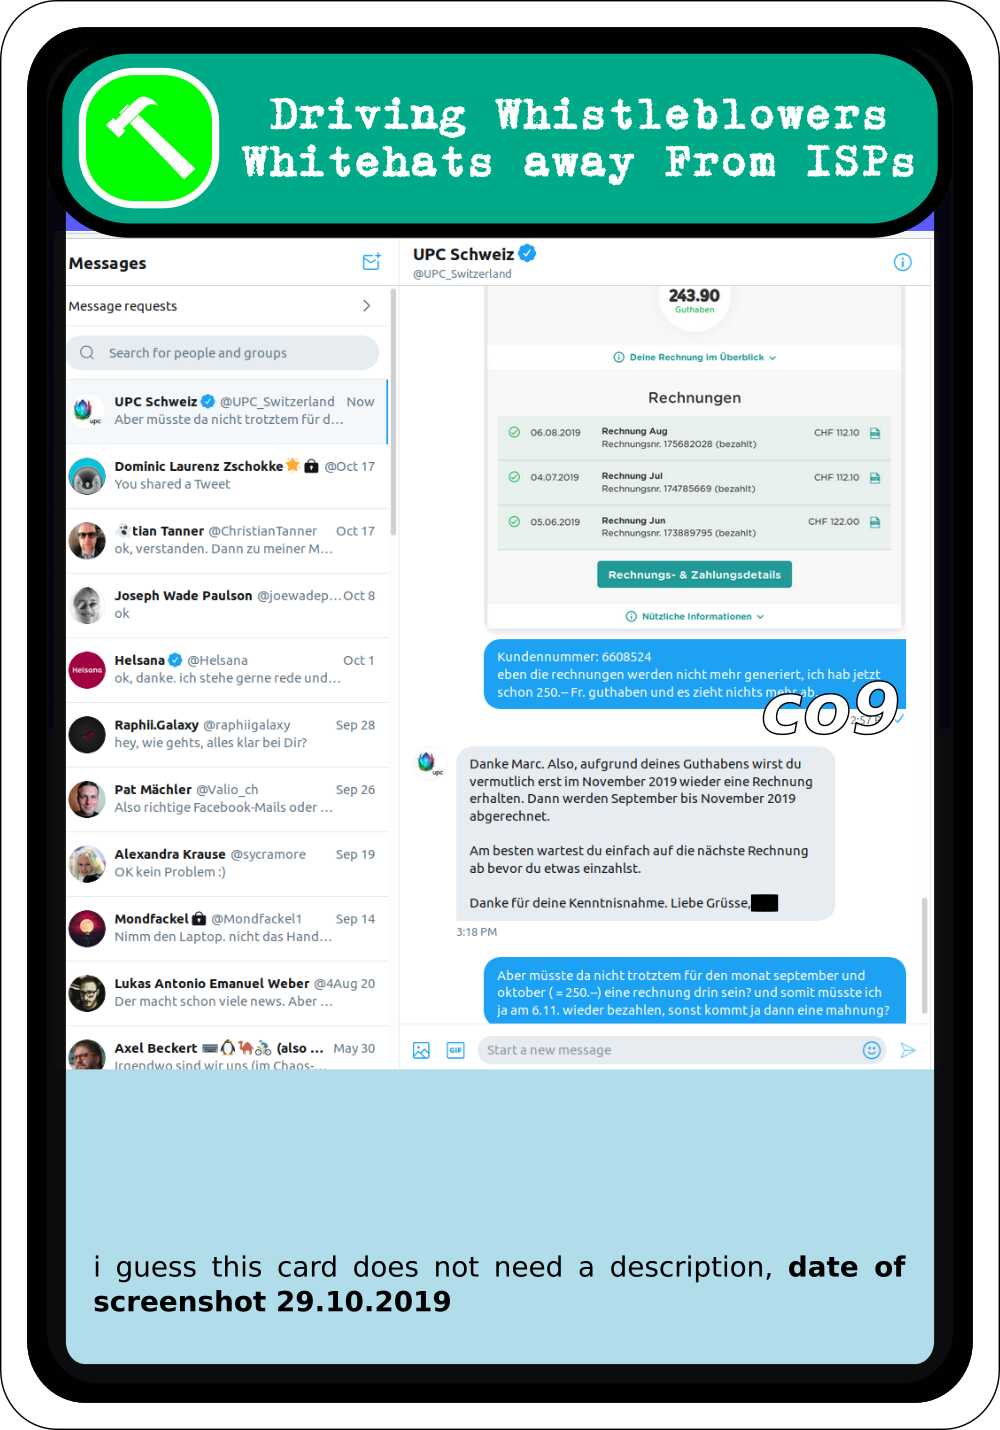 Driving Whistleblowers
Whitehats away From ISPs
Messages
Message requests
Search for people and groups
UPC Schweiz @UPC_Switzerland Now
Aber müsste da nicht trotztem für d...
upc
Dominic Laurenz Zschokke @Oct 17
You shared a Tweet
tian Tanner @ChristianTanner Oct 17
ok, verstanden. Dann zu meiner M...
Joseph Wade Paulson @joewadep... Oct 8
ok
Helsana @Helsana Oct 1
ok, danke. ich stehe gerne rede und...
Helsana
Raphii.Galaxy @raphiigalaxy Sep 28
hey, wie gehts, alles klar bei Dir?
Pat Mächler @Valio_ch Sep 26
Also richtige Facebook-Mails oder ...
Alexandra Krause @sycramore Sep 19
OK kein Problem :)
Mondfackel @Mondfackel1 Sep 14
Nimm den Laptop. nicht das Hand...
Lukas Antonio Emanuel Weber @4Aug 20
Der macht schon viele news. Aber ...
Axel Beckert (also ... May 30
Irgendwo sind wir uns (im Chaos-...
UPC Schweiz
@UPC_Switzerland
243.90
Guthaben
Deine Rechnung im Überblick
Rechnungen
06.08.2019 Rechnung Aug CHF 112.10
Rechnungsnr. 175682028 (bezahlt)
04.07.2019 Rechnung Jul CHF 112.10
Rechnungsnr. 174785669 (bezahlt)
05.06.2019 Rechnung Jun CHF 122.00
Rechnungsnr. 173889795 (bezahlt)
Rechnungs- & Zahlungsdetails
Nützliche Informationen
Kundennummer: 6608524
eben die rechnungen werden nicht mehr generiert, ich hab jetzt
schon 250.-- Fr. guthaben und es zieht nichts mehr ab.
co9
2:57
upc
Danke Marc. Also, aufgrund deines Guthabens wirst du
vermutlich erst im November 2019 wieder eine Rechnung
erhalten. Dann werden September bis November 2019
abgerechnet.
Am besten wartest du einfach auf die nächste Rechnung
ab bevor du etwas einzahlst.
Danke für deine Kenntnisnahme. Liebe Grüsse,
3:18 PM
Aber müsste da nicht trotztem für den monat september und
oktober ( = 250.--) eine rechnung drin sein? und somit müsste ich
ja am 6.11. wieder bezahlen, sonst kommt ja dann eine mahnung?
GIF
Start a new message
i guess this card does not need a description, date of
screenshot 29.10.2019